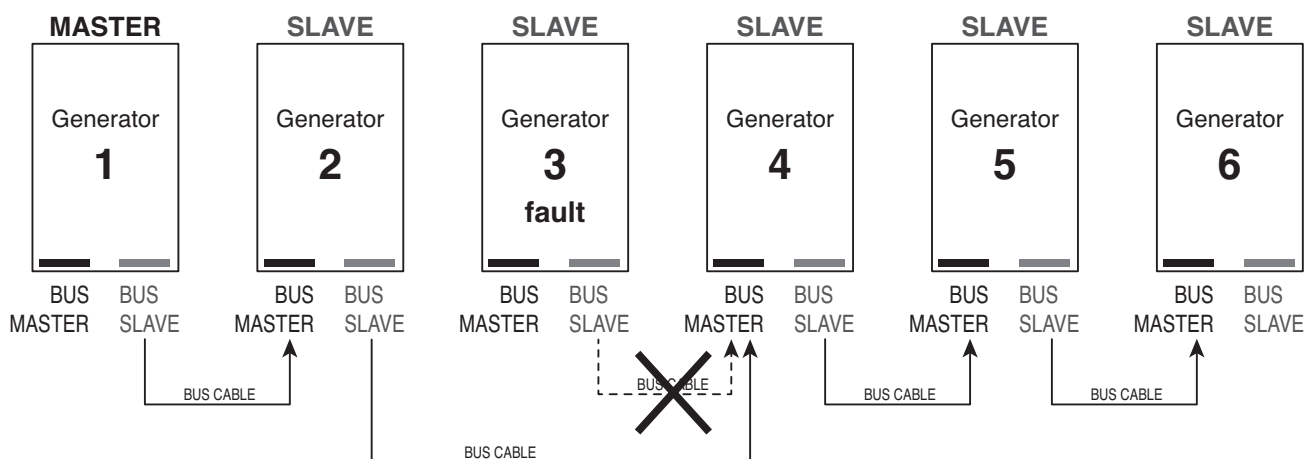 MASTER SLAVE SLAVE SLAVE SLAVE SLAVE
Generator Generator Generator Generator Generator Generator
1 2 3 4 5 6
fault
BUS BUS BUS BUS BUS BUS BUS BUS BUS BUS BUS BUS
MASTER SLAVE MASTER SLAVE MASTER SLAVE MASTER SLAVE MASTER SLAVE MASTER SLAVE
BUS CABLE BUS CABLE BUS CABLE BUS CABLE
BUS CABLE